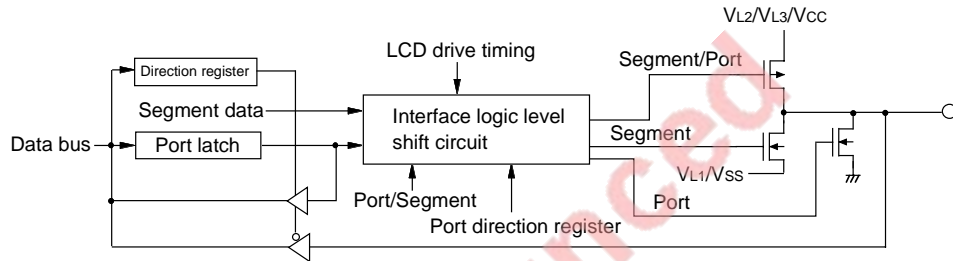 VL2/VL3/VCC
LCD drive timing
Segment/Port
Direction register
Segment data
Interface logic level
shift circuit
Segment
Data bus
Port latch
VL1/VSS
Port/Segment
Port
Port direction register